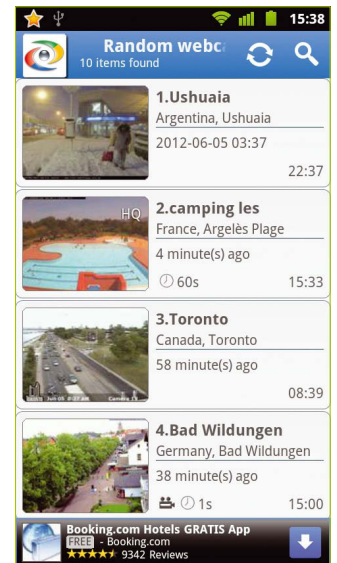 15:38
Random webc
10 items found
1.Ushuaia
Argentina, Ushuaia
2012-06-05 03:37
22:37
HQ
2.camping les
France, Argelès Plage
4 minute(s) ago
60s
15:33
3.Toronto
Canada, Toronto
58 minute(s) ago
08:39
4.Bad Wildungen
Germany, Bad Wildungen
38 minute(s) ago
1s
15:00
Booking.com Hotels GRATIS App
FREE - Booking.com
9342 Reviews